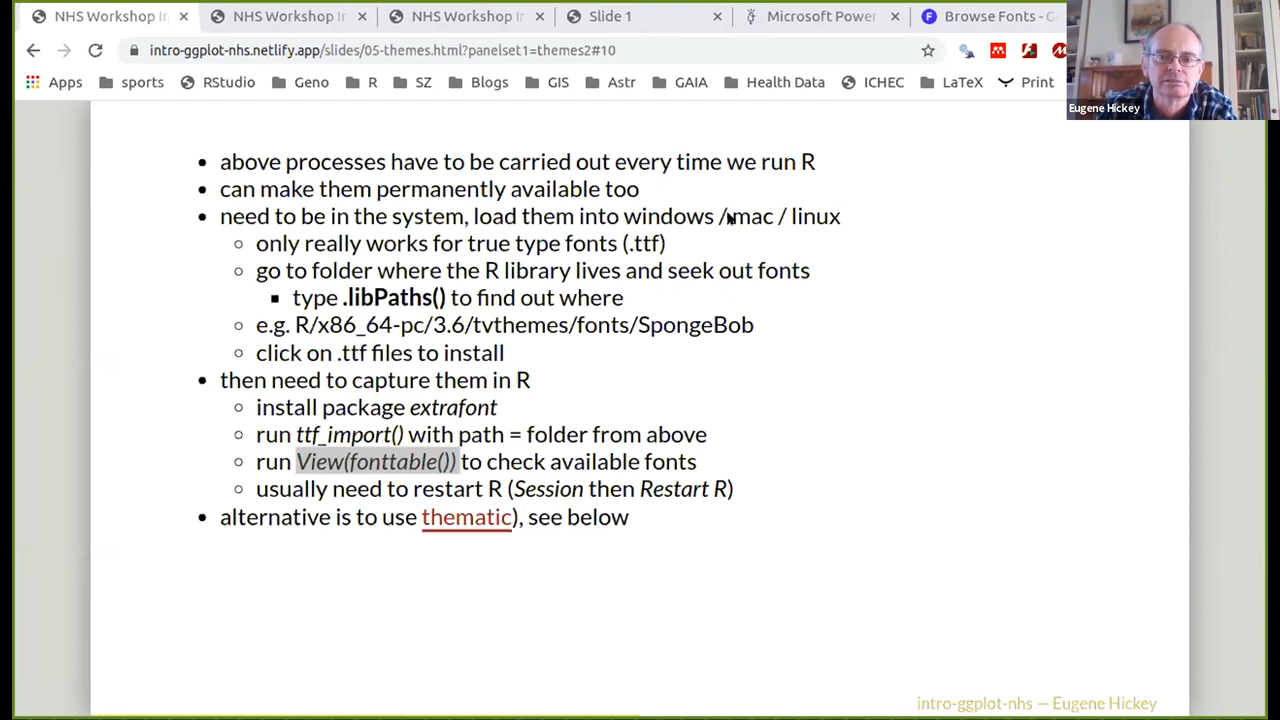 NHS Workshop In
NHS Workshop In
NHS Workshop In
Slide 1
Microsoft Power
Browse Fonts - G
intro-ggplot-nhs.netlify.app/slides/05-themes.html?panelset1=themes2#10
Apps sports RStudio Geno R SZ Blogs GIS Astr GAIA Health Data ICHEC LaTeX Print
Eugene Hickey
• above processes have to be carried out every time we run R
• can make them permanently available too
• need to be in the system, load them into windows / mac / linux
○ only really works for true type fonts (.ttf)
○ go to folder where the R library lives and seek out fonts
■ type .libPaths() to find out where
○ e.g. R/x86_64-pc/3.6/tvthemes/fonts/SpongeBob
○ click on .ttf files to install
• then need to capture them in R
○ install package extrafont
○ run ttf_import() with path = folder from above
○ run View(fonttable()) to check available fonts
○ usually need to restart R (Session then Restart R)
• alternative is to use thematic), see below
intro-ggplot-nhs — Eugene Hickey